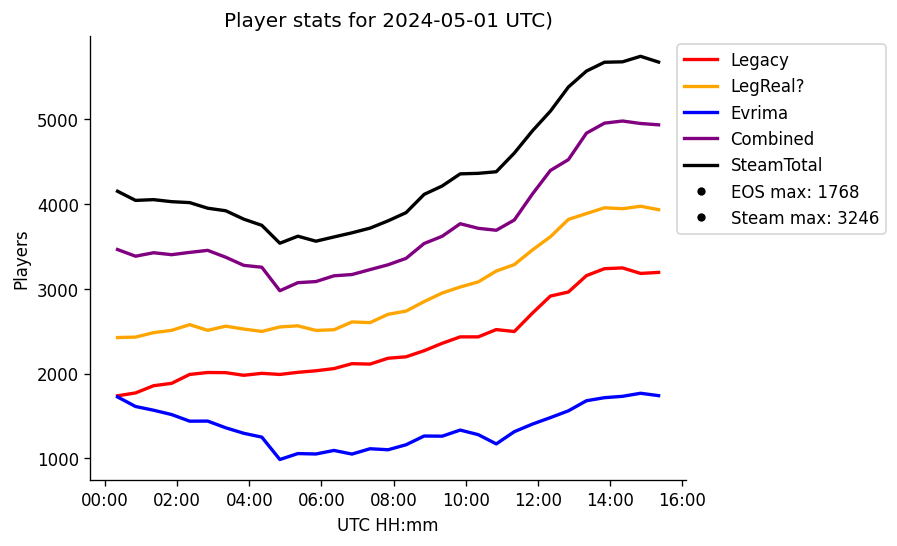 Player stats for 2024-05-01 UTC)
Legacy
LegReal?
Evrima
Combined
SteamTotal
EOS max: 1768
Steam max: 3246
Players
5000
4000
3000
2000
1000
00:00 02:00 04:00 06:00 08:00 10:00 12:00 14:00 16:00
UTC HH:mm